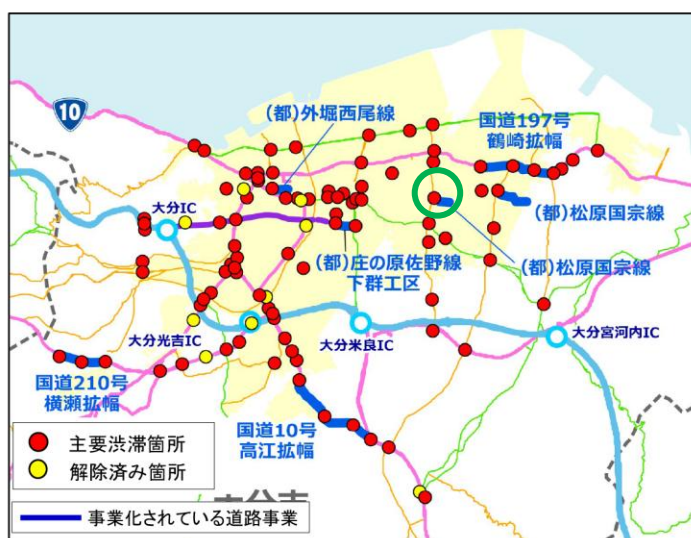 10
(都)外堀西尾線
国道197号
鶴崎拡幅
大分IC
(都)松原国宗線
(都)松原国宗線
(都)庄の原佐野線
下群工区
大分光吉IC
大分米良IC
大分宮河内IC
国道210号
横瀬拡幅
国道10号
高江拡幅
主要渋滞箇所
解除済み箇所
大分市
事業化されている道路事業